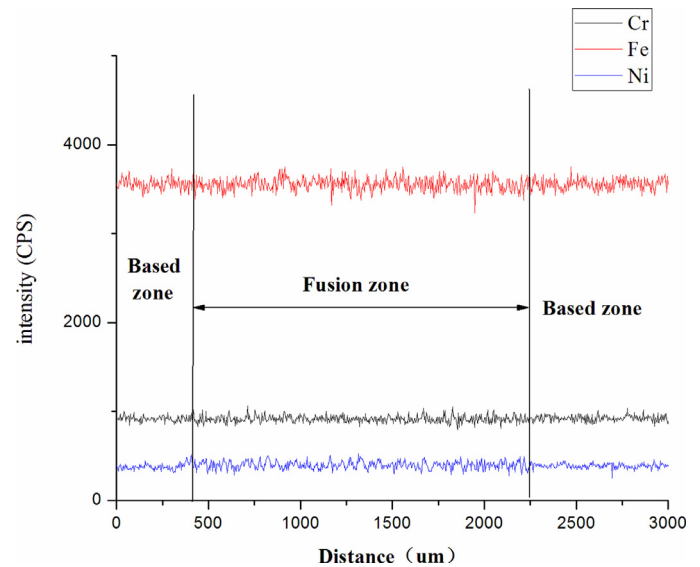 Cr
Fe
Ni
4000
2000
0
intensity (CPS)
Based
zone
Fusion zone
Based zone
0 500 1000 1500 2000 2500 3000
Distance（um）